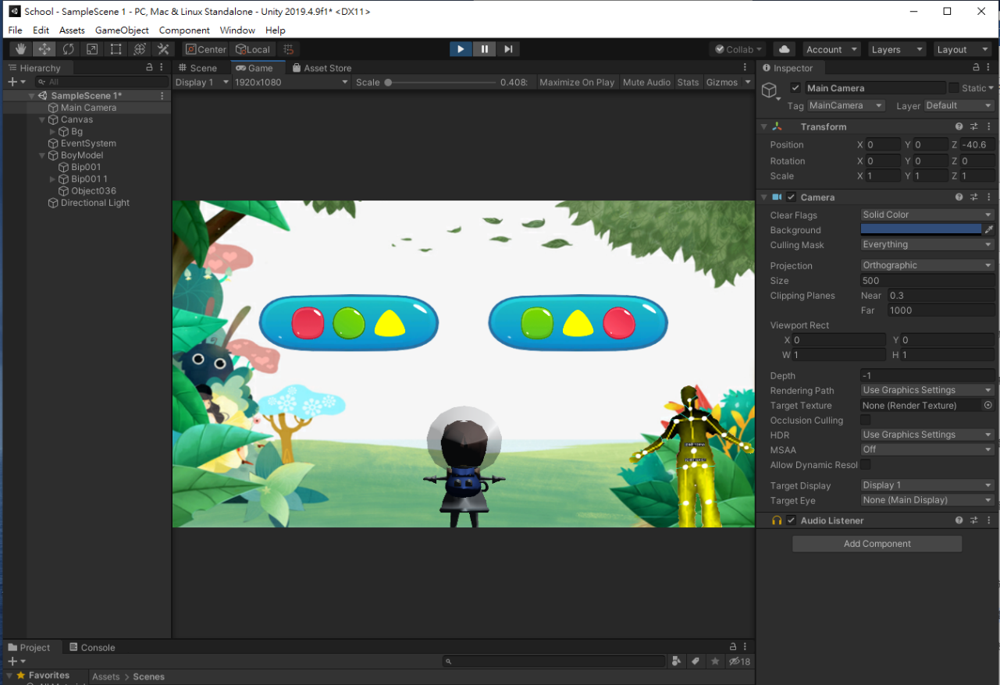 School - SampleScene 1 - PC, Mac & Linux Standalone - Unity 2019.4.9f1* <DX11>
File Edit Assets GameObject Component Window Help
Center Local Collab Account Layers Layout
Hierarchy
All
SampleScene 1*
Main Camera
Canvas
Bg
EventSystem
BoyModel
Bip001
Bip001 1
Object036
Directional Light
Scene Game Asset Store
Display 1 1920x1080 Scale 0.408: Maximize On Play Mute Audio Stats Gizmos
Inspector
Main Camera Static
Tag MainCamera Layer Default
Transform
Position X 0 Y 0 Z -40.6
Rotation X 0 Y 0 Z 0
Scale X 1 Y 1 Z 1
Camera
Clear Flags Solid Color
Background
Culling Mask Everything
Projection Orthographic
Size 500
Clipping Planes Near 0.3
Far 1000
Viewport Rect
X 0 Y 0
W 1 H 1
Depth -1
Rendering Path Use Graphics Settings
Target Texture None (Render Texture)
Occlusion Culling
HDR Use Graphics Settings
MSAA Off
Allow Dynamic Resol
Target Display Display 1
Target Eye None (Main Display)
Audio Listener
Add Component
Project Console
18
Favorites Assets > Scenes